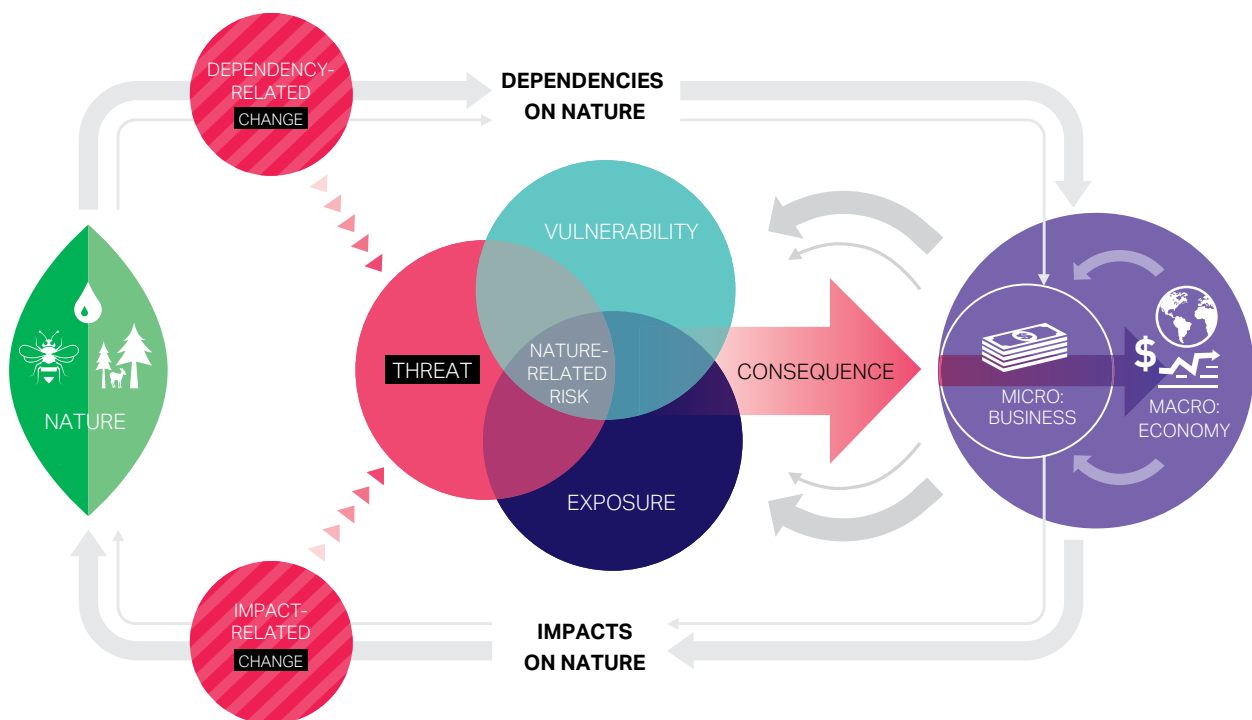 DEPENDENCY-
RELATED
CHANGE
DEPENDENCIES
ON NATURE
VULNERABILITY
NATURE
THREAT
NATURE-
RELATED
RISK
CONSEQUENCE
$
MICRO:
BUSINESS
MACRO:
ECONOMY
EXPOSURE
IMPACT-
RELATED
CHANGE
IMPACTS
ON NATURE